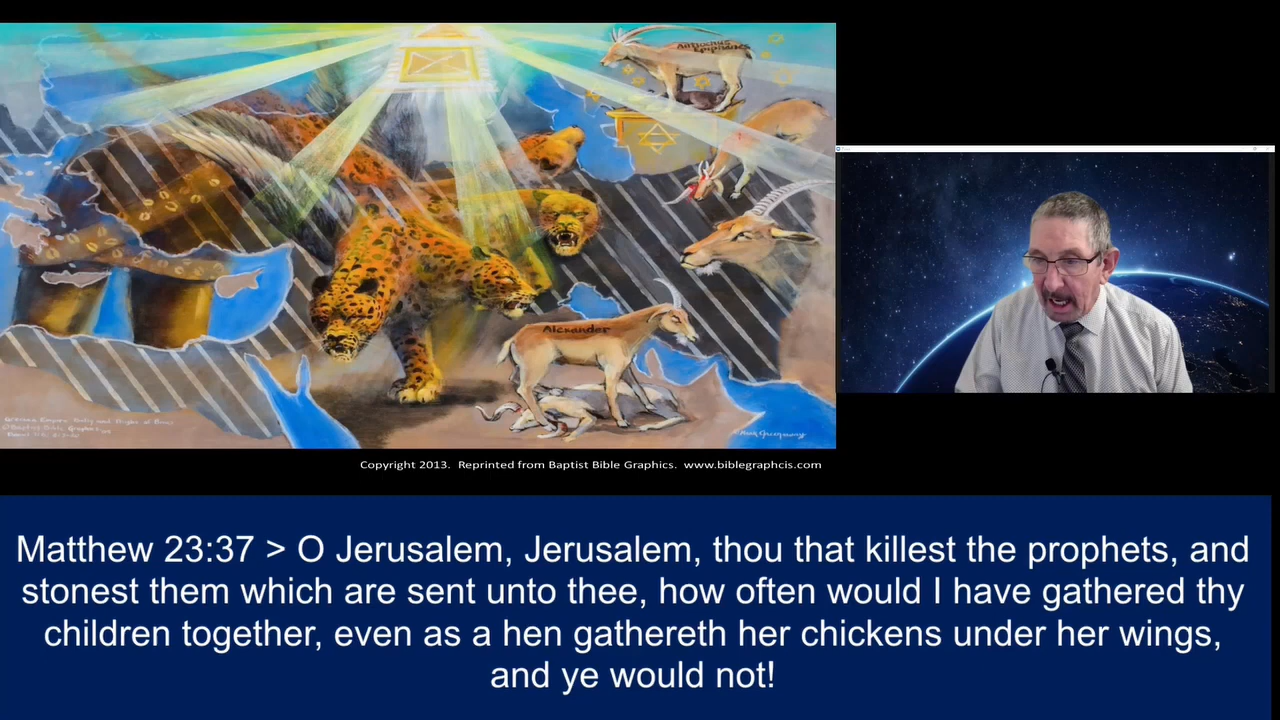 Antiochus
Epiphanes
Alexander
Copyright 2013.  Reprinted from Baptist Bible Graphics.  www.biblegraphcis.com
Matthew 23:37 > O Jerusalem, Jerusalem, thou that killest the prophets, and
stonest them which are sent unto thee, how often would I have gathered thy
children together, even as a hen gathereth her chickens under her wings,
and ye would not!